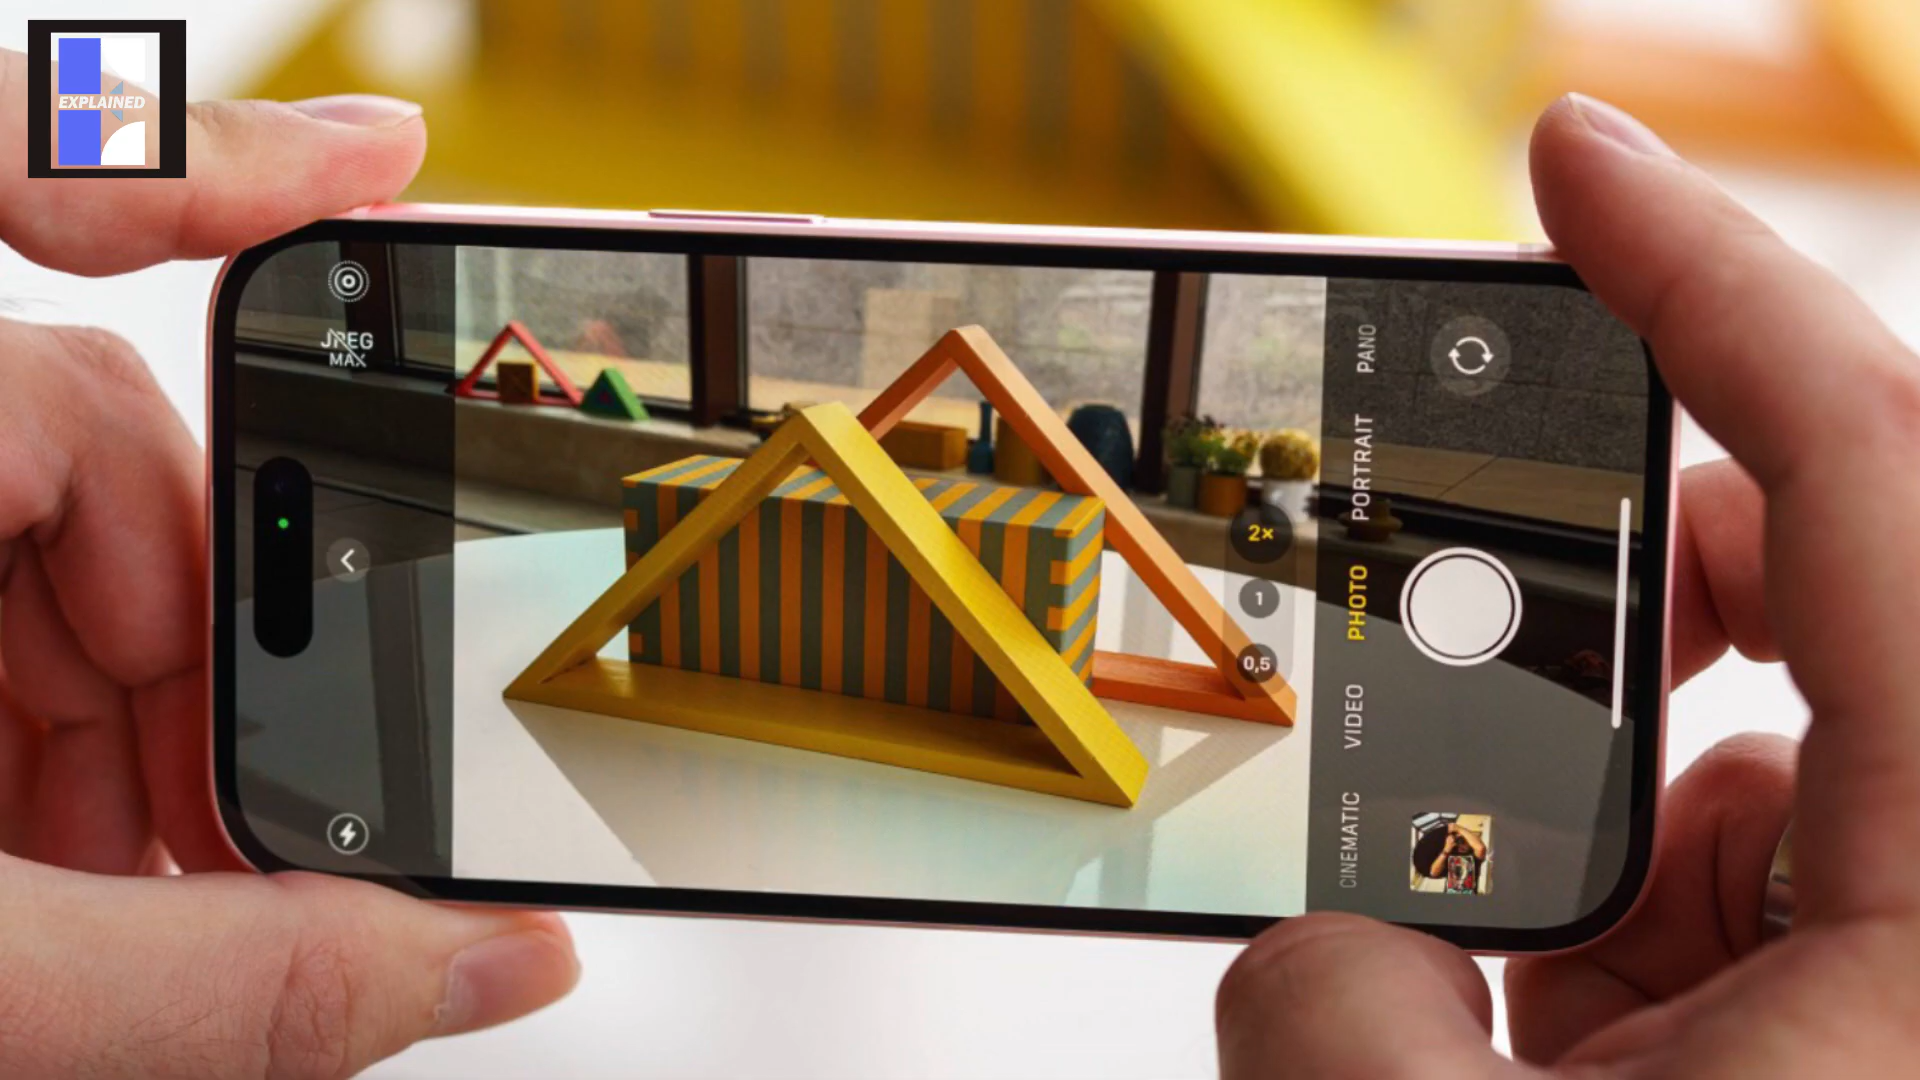 EXPLAINED
JPEG
MAX
2×
1
0,5
PANO
PORTRAIT
PHOTO
VIDEO
CINEMATIC